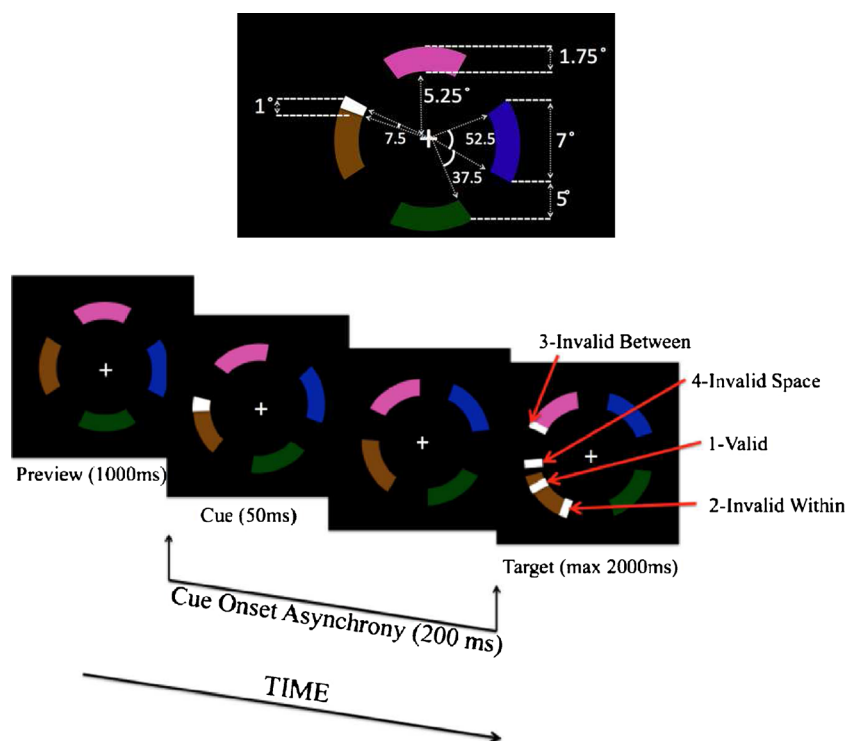 1.75°
1°
5.25°
7.5
52.5
7°
37.5
5°
3-Invalid Between
4-Invalid Space
1-Valid
2-Invalid Within
Preview (1000ms)
Cue (50ms)
Target (max 2000ms)
Cue Onset Asynchrony (200 ms)
TIME